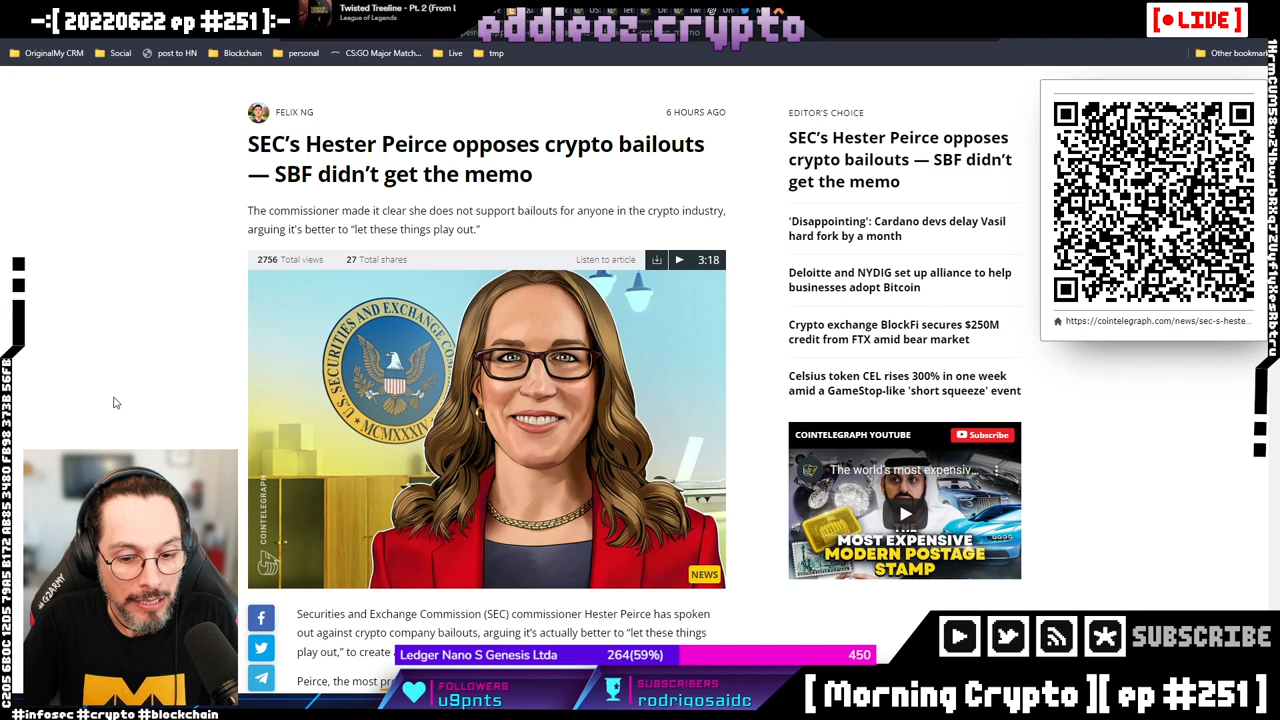 -:[ 20220622 ep #251 ]:-
Twisted Treeline - Pt. 2 (From L
League of Legends
eddieoz.crypto
[ LIVE ]
OriginalMy CRM
Social
post to HN
Blockchain
personal
CS:GO Major Match...
Live
tmp
Other bookmar
FELIX NG
6 HOURS AGO
SEC’s Hester Peirce opposes crypto bailouts
— SBF didn’t get the memo
The commissioner made it clear she does not support bailouts for anyone in the crypto industry,
arguing it's better to “let these things play out.”
2756 Total views
27 Total shares
Listen to article
3:18
SECURITIES AND EXCHANGE
U.S.
MCMXXXIV
COINTELEGRAPH
NEWS
Securities and Exchange Commission (SEC) commissioner Hester Peirce has spoken
out against crypto company bailouts, arguing it’s actually better to “let these things
play out,” to create
Peirce, the most
EDITOR’S CHOICE
SEC’s Hester Peirce opposes
crypto bailouts — SBF didn’t
get the memo
'Disappointing': Cardano devs delay Vasil
hard fork by a month
Deloitte and NYDIG set up alliance to help
businesses adopt Bitcoin
Crypto exchange BlockFi secures $250M
credit from FTX amid bear market
Celsius token CEL rises 300% in one week
amid a GameStop-like 'short squeeze' event
COINTELEGRAPH YOUTUBE
Subscribe
The world's most expensiv...
THE
MOST EXPENSIVE
MODERN POSTAGE
STAMP
https://cointelegraph.com/news/sec-s-heste...
Ledger Nano S Genesis Ltda
264(59%)
450
FOLLOWERS
u9pnts
SUBSCRIBERS
rodrigosaidc
SUBSCRIBE
[ Morning Crypto ][ ep #251 ]
#infosec #crypto #blockchain